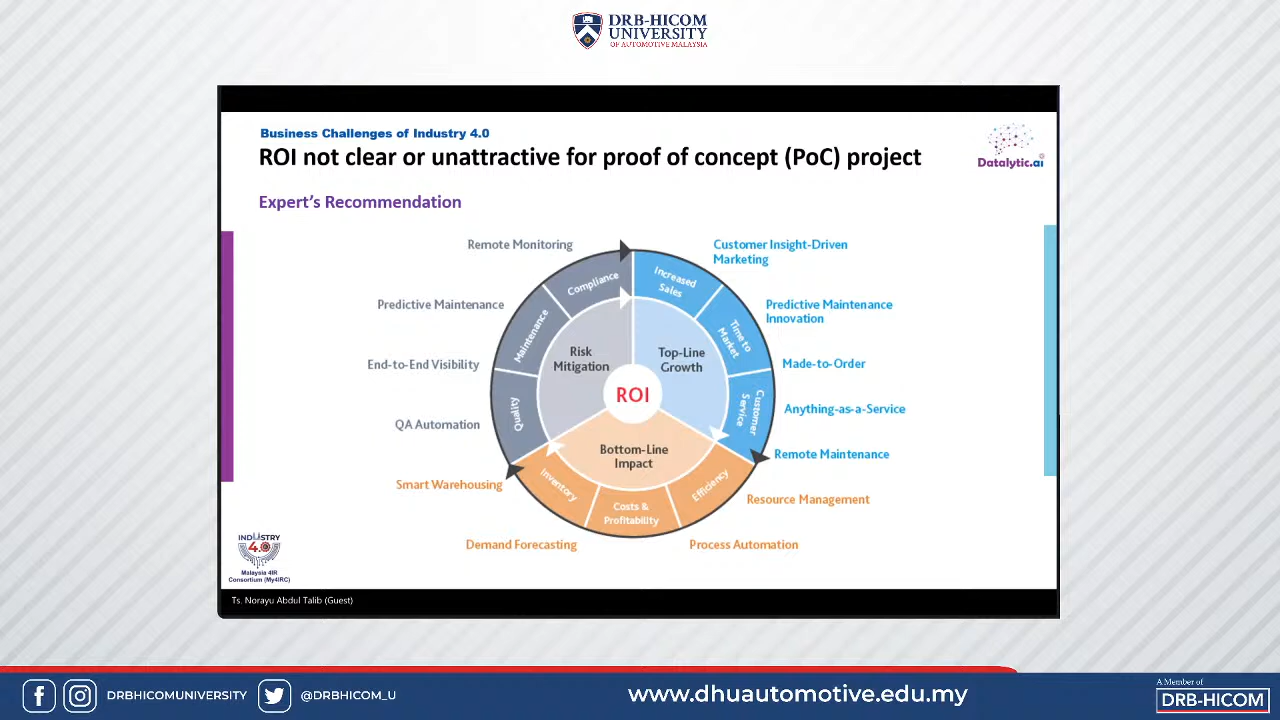 DRB-HICOM
UNIVERSITY
OF AUTOMOTIVE MALAYSIA
Business Challenges of Industry 4.0
ROI not clear or unattractive for proof of concept (PoC) project
Datalytic.ai
Expert's Recommendation
Remote Monitoring
Predictive Maintenance
End-to-End Visibility
QA Automation
Smart Warehousing
Demand Forecasting
Customer Insight-Driven
Marketing
Predictive Maintenance
Innovation
Made-to-Order
Anything-as-a-Service
Remote Maintenance
Resource Management
Process Automation
Compliance
Maintenance
Quality
Increased
Sales
Time to
Market
Customer
Service
Inventory
Costs &
Profitability
Efficiency
Risk
Mitigation
Top-Line
Growth
ROI
Bottom-Line
Impact
INDUSTRY
4.0
Malaysia 4IR
Consortium (My4IRC)
Ts. Norayu Abdul Talib (Guest)
DRBHICOMUNIVERSITY
@DRBHICOM_U
www.dhuautomotive.edu.my
A Member of
DRB-HICOM